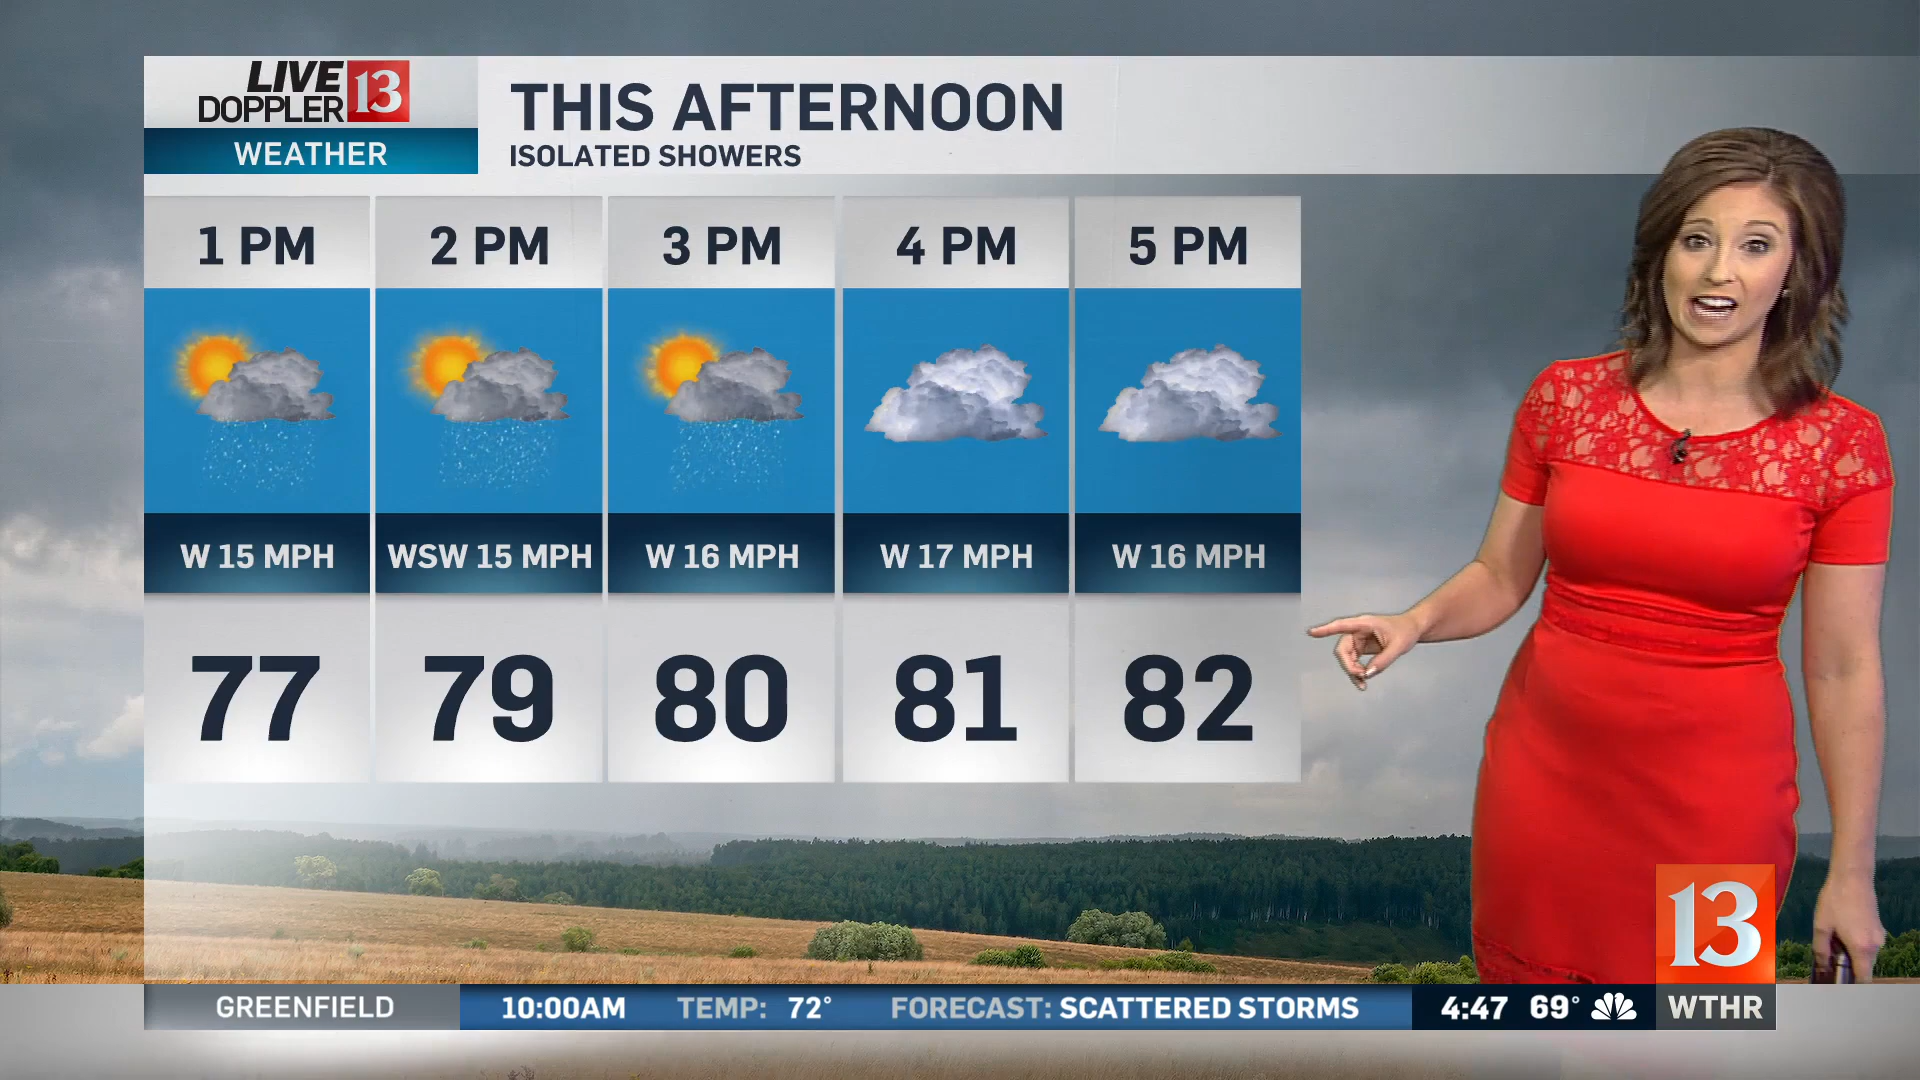 LIVE
DOPPLER 13
WEATHER
THIS AFTERNOON
ISOLATED SHOWERS
1 PM 2 PM 3 PM 4 PM 5 PM
W 15 MPH WSW 15 MPH W 16 MPH W 17 MPH W 16 MPH
77 79 80 81 82
13
GREENFIELD 10:00AM TEMP: 72° FORECAST: SCATTERED STORMS 4:47 69° WTHR